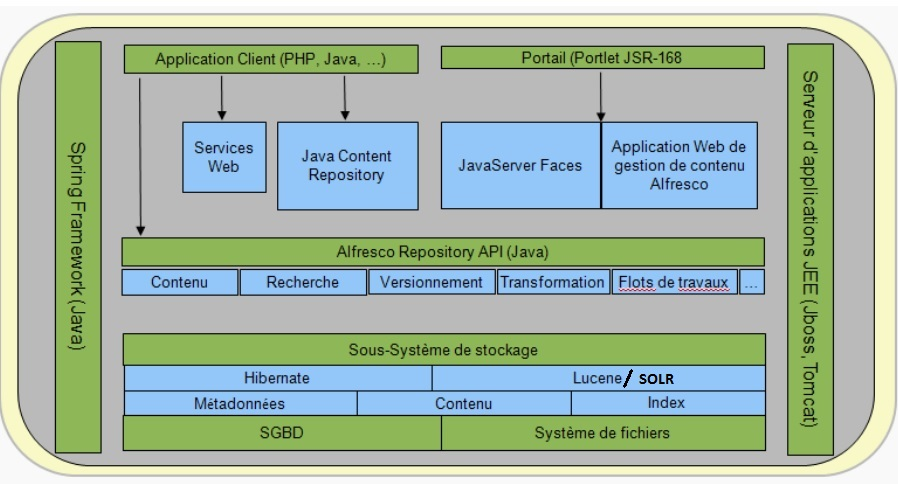 Application Client (PHP, Java, ...)
Portail (Portlet JSR-168
Spring Framework (Java)
Serveur d'applications JEE (Jboss, Tomcat)
Services
Web
Java Content
Repository
JavaServer Faces
Application Web de
gestion de contenu
Alfresco
Alfresco Repository API (Java)
Contenu
Recherche
Versionnement
Transformation
Flots de travaux
...
Sous-Système de stockage
Hibernate
Lucene/ SOLR
Métadonnées
Contenu
Index
SGBD
Système de fichiers